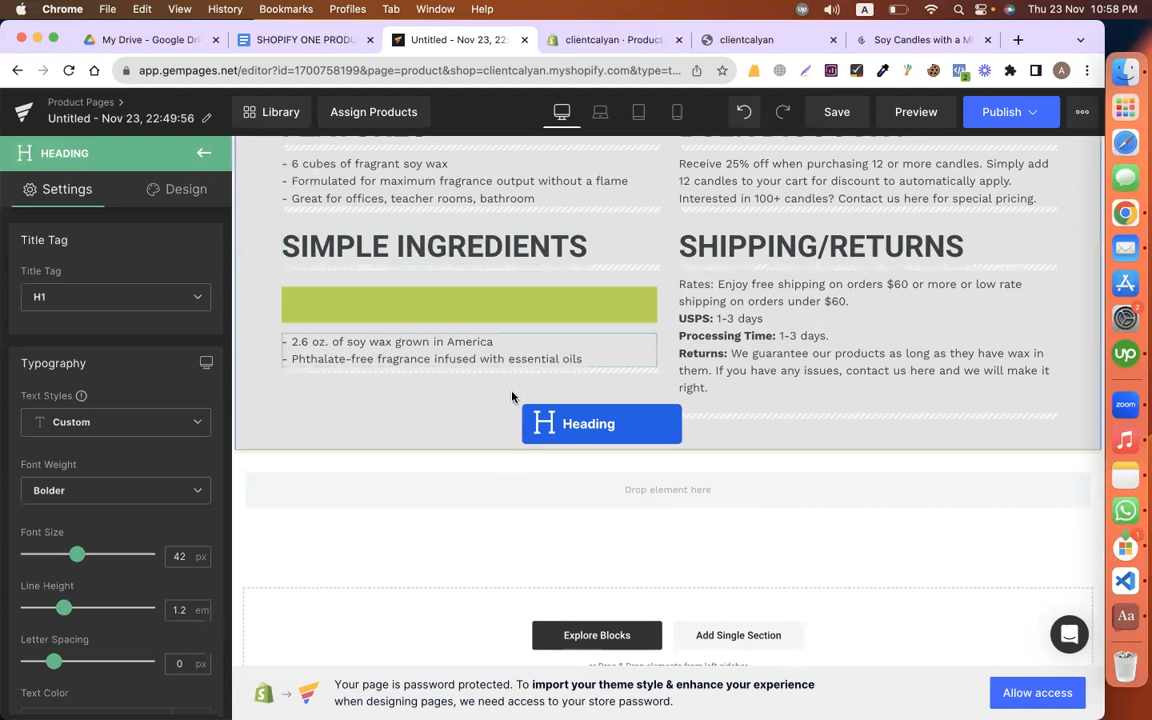 Chrome File Edit View History Bookmarks Profiles Tab Window Help
A Thu 23 Nov 10:58 PM
My Drive - Google Dri
SHOPIFY ONE PRODU
Untitled - Nov 23, 22:
clientcalyan · Product
clientcalyan
Soy Candles with a Mi
app.gempages.net/editor?id=1700758199&page=product&shop=clientcalyan.myshopify.com&type=t...
Product Pages
Untitled - Nov 23, 22:49:56
Library
Assign Products
Save
Preview
Publish
HEADING
Settings
Design
Title Tag
Title Tag
H1
Typography
Text Styles
Custom
Font Weight
Bolder
Font Size
42 px
Line Height
1.2 em
Letter Spacing
0 px
Text Color
- 6 cubes of fragrant soy wax
- Formulated for maximum fragrance output without a flame
- Great for offices, teacher rooms, bathroom
Receive 25% off when purchasing 12 or more candles. Simply add
12 candles to your cart for discount to automatically apply.
Interested in 100+ candles? Contact us here for special pricing.
SIMPLE INGREDIENTS
- 2.6 oz. of soy wax grown in America
- Phthalate-free fragrance infused with essential oils
SHIPPING/RETURNS
Rates: Enjoy free shipping on orders $60 or more or low rate
shipping on orders under $60.
USPS: 1-3 days
Processing Time: 1-3 days.
Returns: We guarantee our products as long as they have wax in
them. If you have any issues, contact us here and we will make it
right.
Heading
Drop element here
Explore Blocks
Add Single Section
or Drag & Drop elements from left sidebar
Your page is password protected. To import your theme style & enhance your experience
when designing pages, we need access to your store password.
Allow access
zoom
Aa